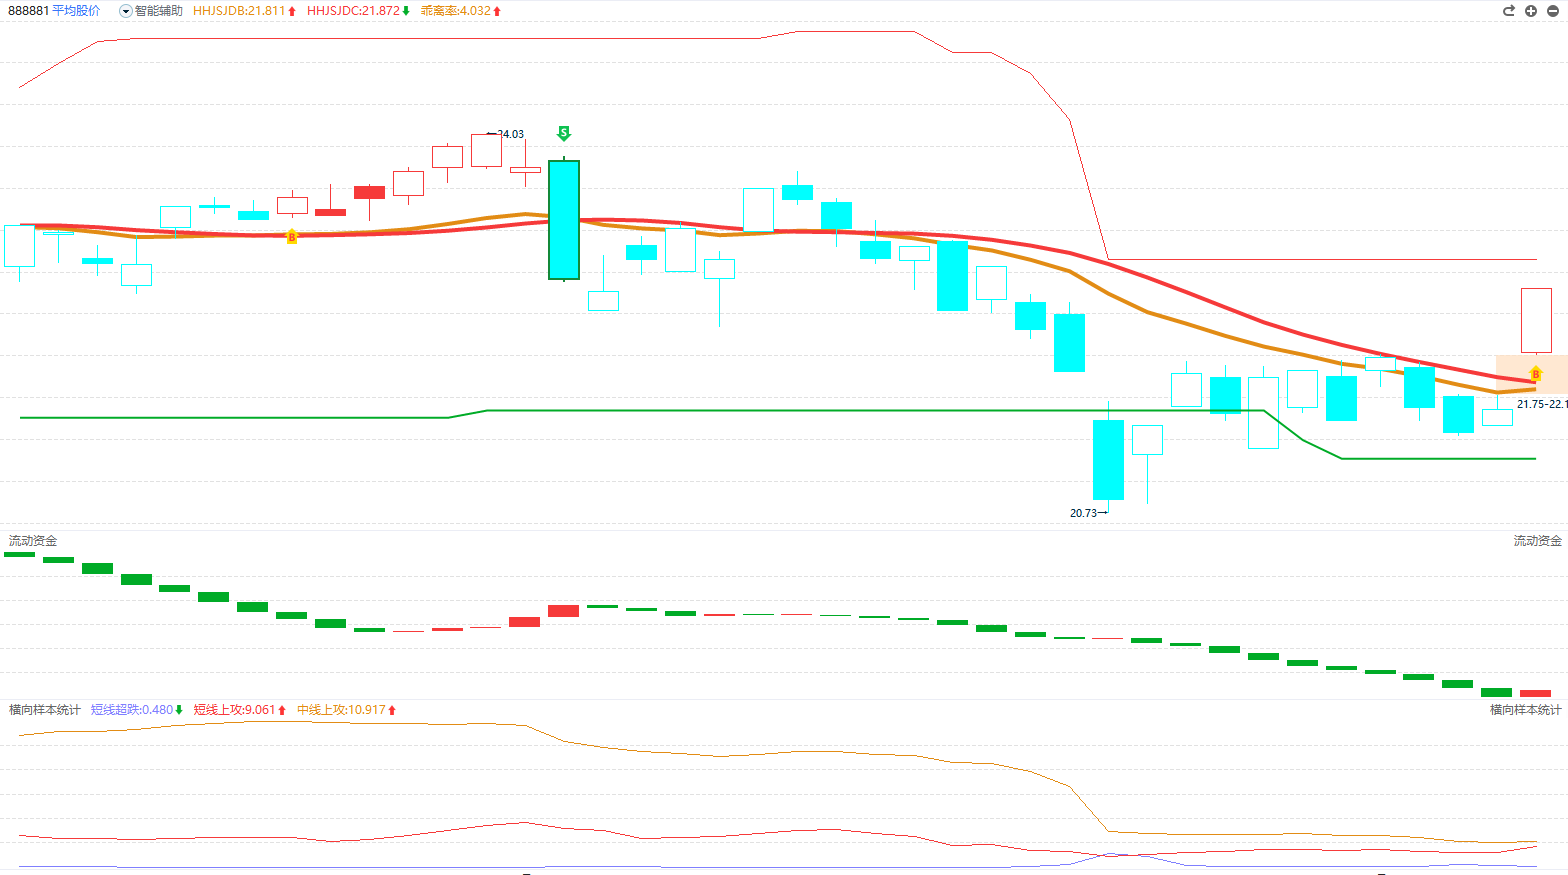 888881 平均股价 智能辅助 HHJSJDB:21.811 HHJSJDC:21.872 乖离率:4.032
24.03
S
B
B
21.75-22.1
20.73
流动资金 流动资金
横向样本统计 短线超跌:0.480 短线上攻:9.061 中线上攻:10.917 横向样本统计